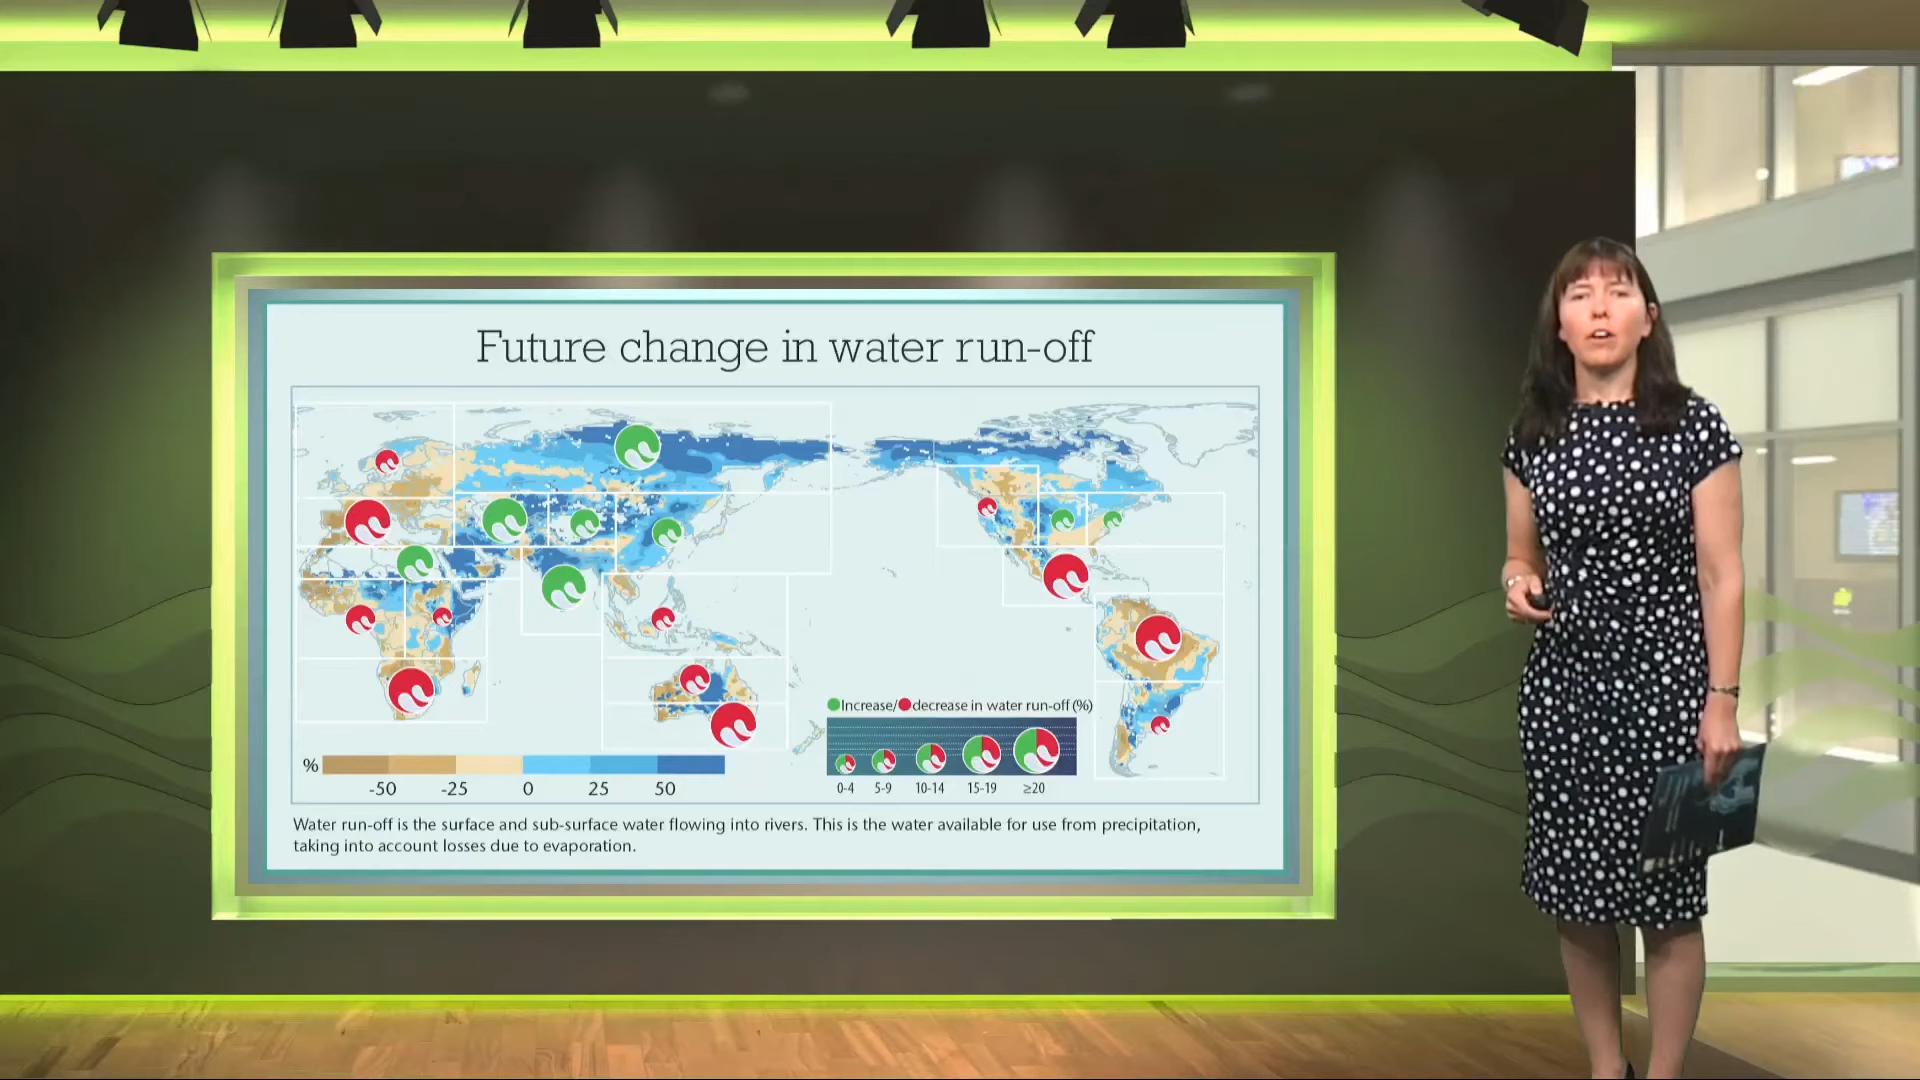 Future change in water run-off
Increase/ decrease in water run-off (%)
%
-50 -25 0 25 50
0-4 5-9 10-14 15-19 ≥20
Water run-off is the surface and sub-surface water flowing into rivers. This is the water available for use from precipitation,
taking into account losses due to evaporation.